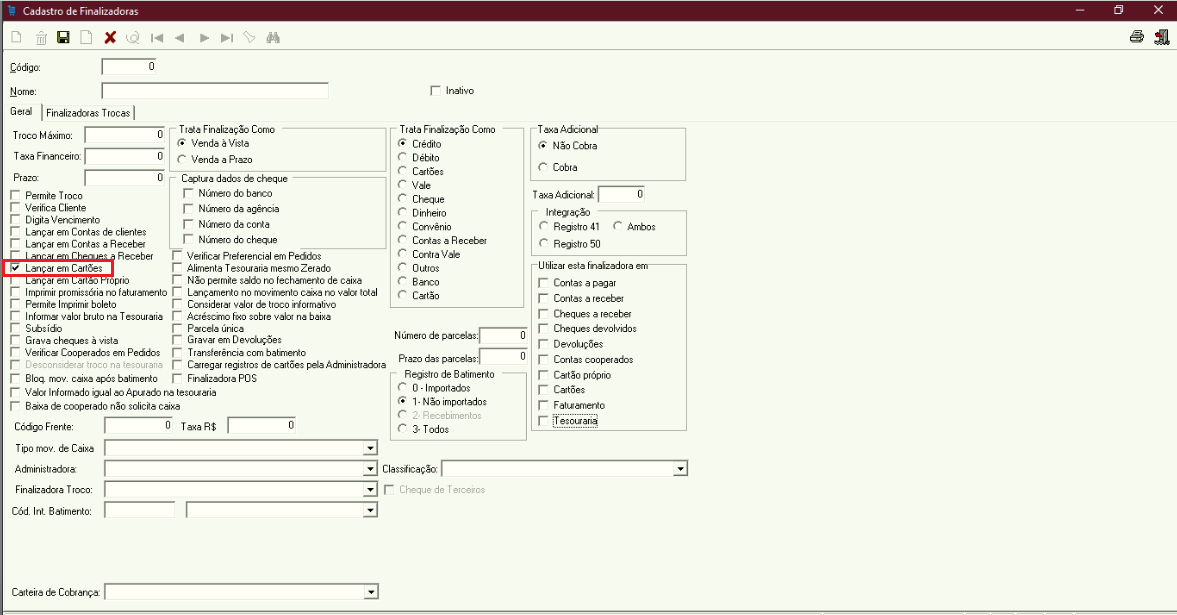 Cadastro de Finalizadoras
Código: 0
Nome:
Inativo
Geral
Finalizadoras Trocas
Troco Máximo: 0
Taxa Financeiro: 0
Prazo: 0
Permite Troco
Verifica Cliente
Digita Vencimento
Lançar em Contas de clientes
Lançar em Contas a Receber
Lançar em Cheques a Receber
Lançar em Cartões
Lançar em Cartão Próprio
Imprimir promissória no faturamento
Permite Imprimir boleto
Informar valor bruto na Tesouraria
Subsídio
Grava cheques à vista
Verificar Cooperados em Pedidos
Desconsiderar troco na tesouraria
Bloq. mov. caixa após batimento
Valor Informado igual ao Apurado na tesouraria
Baixa de cooperado não solicita caixa
Trata Finalização Como
Venda à Vista
Venda a Prazo
Captura dados de cheque
Número do banco
Número da agência
Número da conta
Número do cheque
Verificar Preferencial em Pedidos
Alimenta Tesouraria mesmo Zerado
Não permite saldo no fechamento de caixa
Lançamento no movimento caixa no valor total
Considerar valor de troco informativo
Acréscimo fixo sobre valor na baixa
Parcela única
Gravar em Devoluções
Transferência com batimento
Carregar registros de cartões pela Administradora
Finalizadora POS
Trata Finalização Como
Crédito
Débito
Cartões
Vale
Cheque
Dinheiro
Convênio
Contas a Receber
Contra Vale
Outros
Banco
Cartão
Número de parcelas: 0
Prazo das parcelas: 0
Registro de Batimento
0 - Importados
1- Não importados
2- Recebimentos
3- Todos
Taxa Adicional
Não Cobra
Cobra
Taxa Adicional: 0
Integração
Registro 41
Ambos
Registro 50
Utilizar esta finalizadora em
Contas a pagar
Contas a receber
Cheques a receber
Cheques devolvidos
Devoluções
Contas cooperados
Cartão próprio
Cartões
Faturamento
Tesouraria
Código Frente: 0
Taxa R$ 0
Tipo mov. de Caixa
Administradora:
Classificação:
Finalizadora Troco:
Cheque de Terceiros
Cód. Int. Batimento:
Carteira de Cobrança: